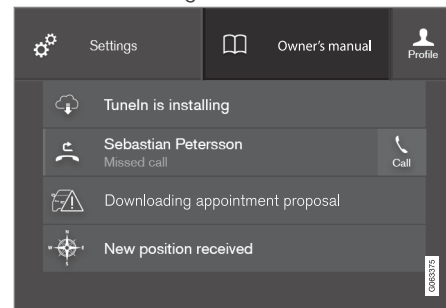 Settings
Owner's manual
Profile
TuneIn is installing
Sebastian Petersson
Missed call
Call
Downloading appointment proposal
N
W
E
S
New position received
G063375